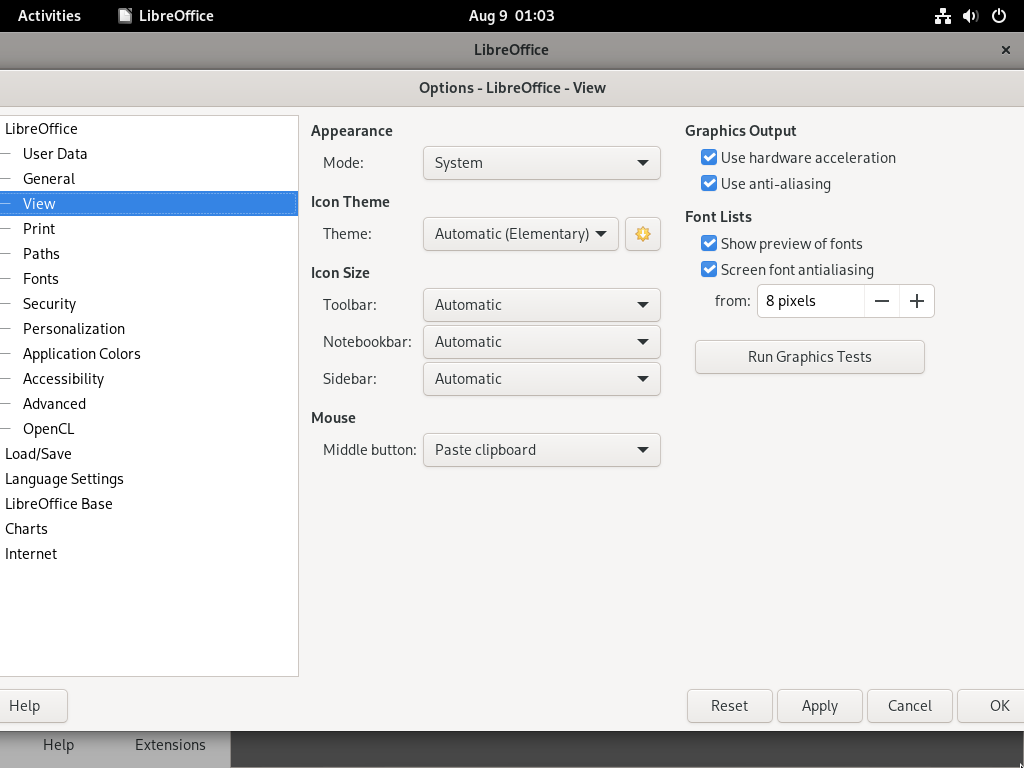 Activities LibreOffice Aug 9 01:03
LibreOffice
Options - LibreOffice - View
LibreOffice
User Data
General
View
Print
Paths
Fonts
Security
Personalization
Application Colors
Accessibility
Advanced
OpenCL
Load/Save
Language Settings
LibreOffice Base
Charts
Internet
Appearance
Mode: System
Icon Theme
Theme: Automatic (Elementary)
Icon Size
Toolbar: Automatic
Notebookbar: Automatic
Sidebar: Automatic
Mouse
Middle button: Paste clipboard
Graphics Output
Use hardware acceleration
Use anti-aliasing
Font Lists
Show preview of fonts
Screen font antialiasing
from: 8 pixels
Run Graphics Tests
Help Reset Apply Cancel OK
Help Extensions